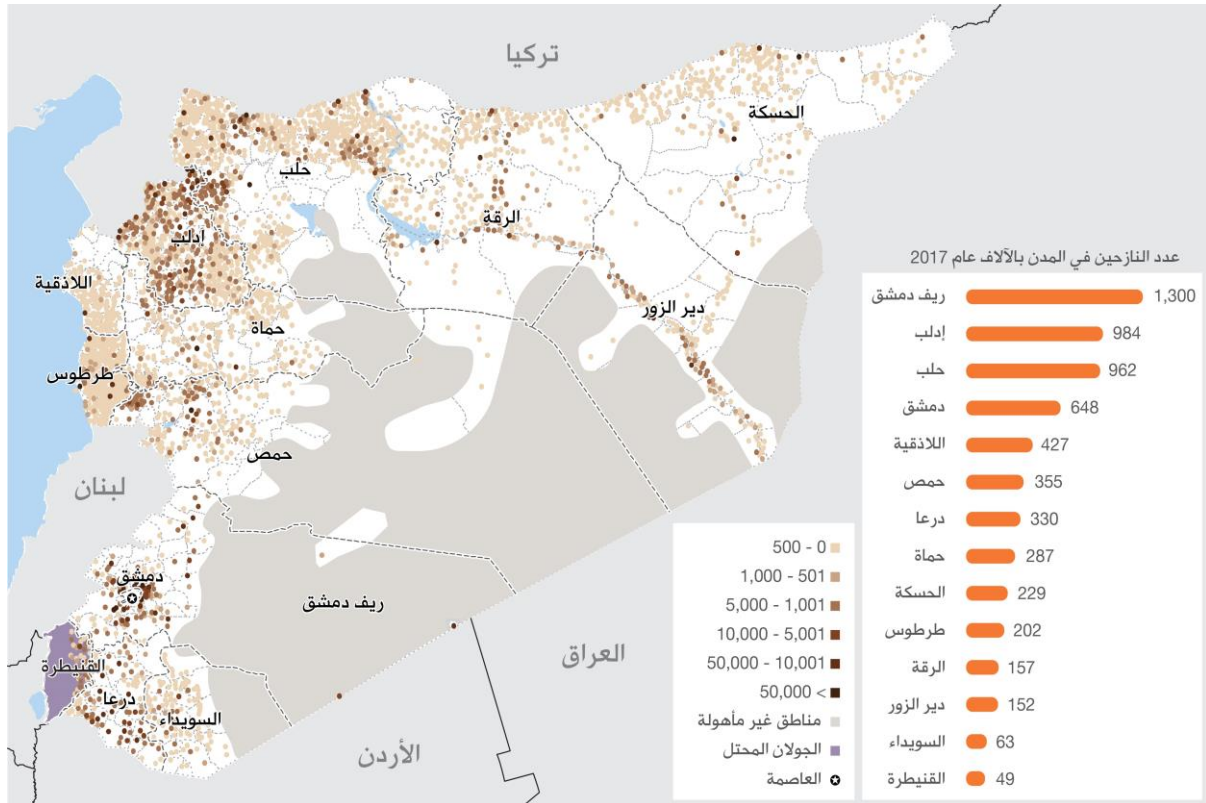 تركيا
الحسكة
حلب
الرقة
ادلب
اللاذقية
دير الزور
حماة
طرطوس
حمص
لبنان
دمشق
ريف دمشق
العراق
القنيطرة
درعا
السويداء
الأردن
500 - 0
1,000 - 501
5,000 - 1,001
10,000 - 5,001
50,000 - 10,001
50,000 >
مناطق غير مأهولة
الجولان المحتل
العاصمة
عدد النازحين في المدن بالآلاف عام 2017
ريف دمشق 1,300
إدلب 984
حلب 962
دمشق 648
اللاذقية 427
حمص 355
درعا 330
حماة 287
الحسكة 229
طرطوس 202
الرقة 157
دير الزور 152
السويداء 63
القنيطرة 49